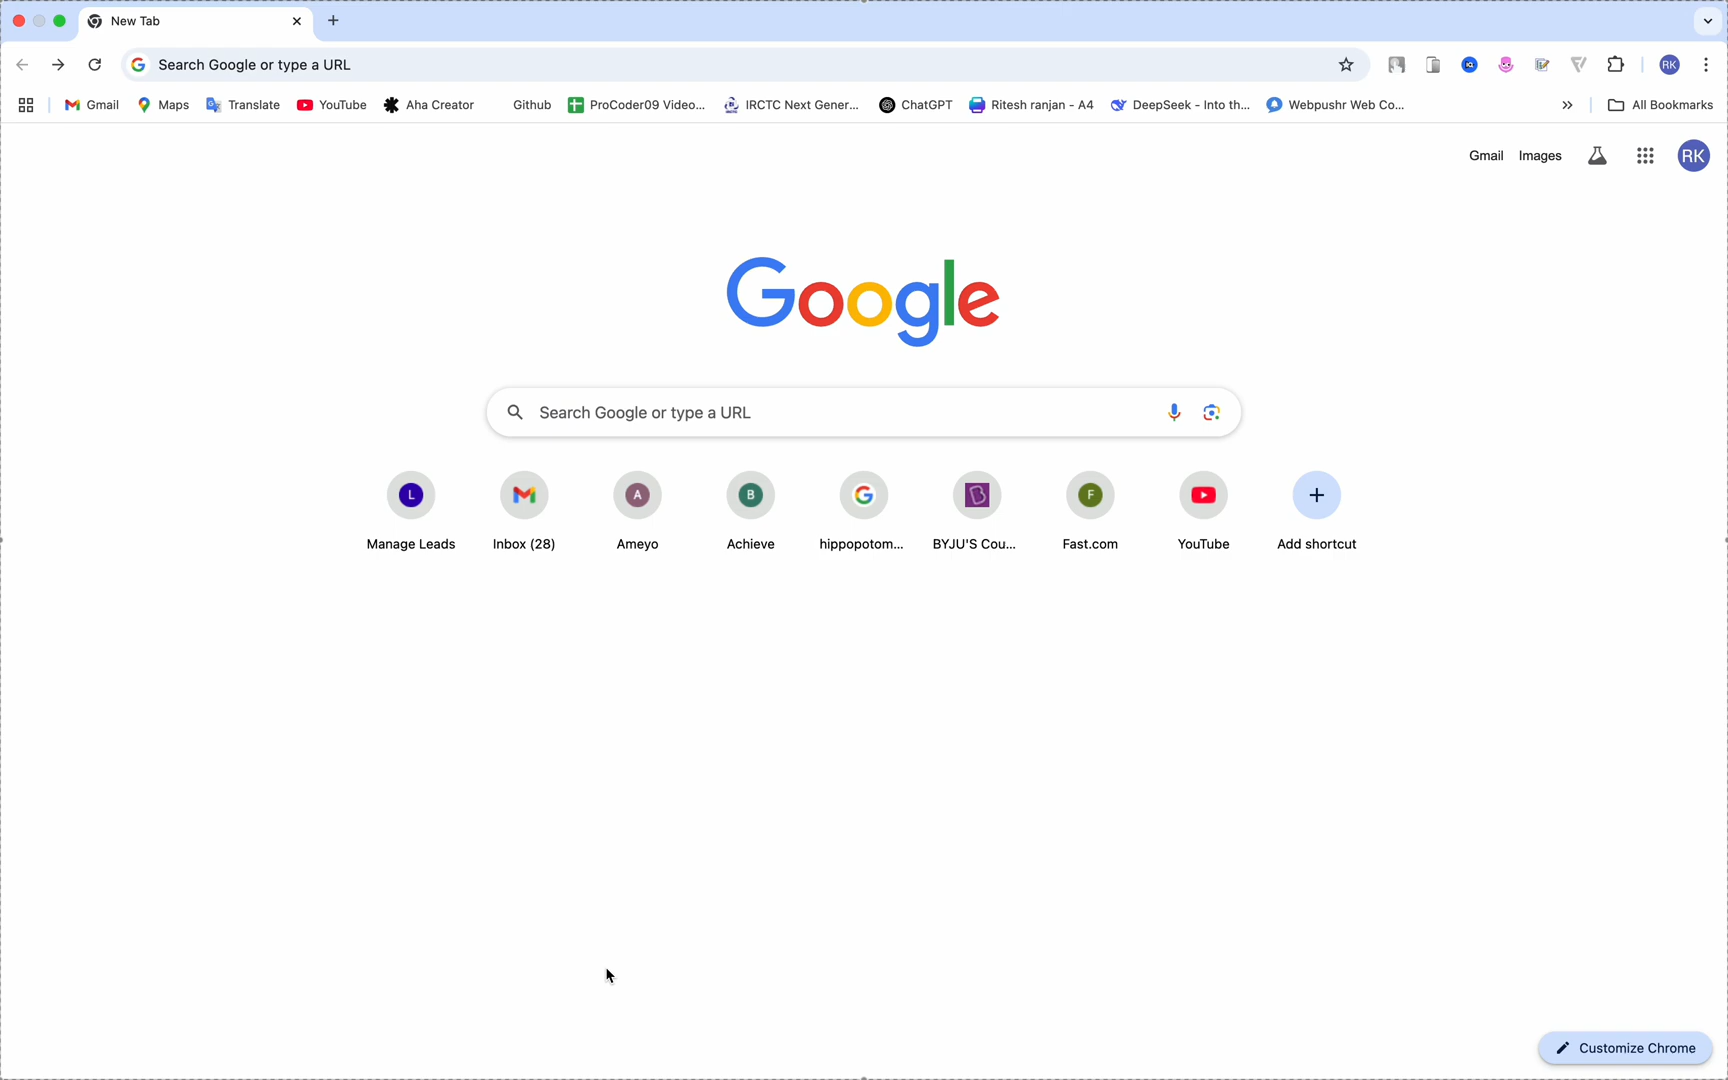 New Tab
Search Google or type a URL
RK
Gmail Maps Translate YouTube Aha Creator Github ProCoder09 Video... IRCTC Next Gener... ChatGPT Ritesh ranjan - A4 DeepSeek - Into th... Webpushr Web Co... All Bookmarks
Gmail Images RK
Google
Search Google or type a URL
L A B F
Manage Leads Inbox (28) Ameyo Achieve hippopotom... BYJU'S Cou... Fast.com YouTube Add shortcut
Customize Chrome